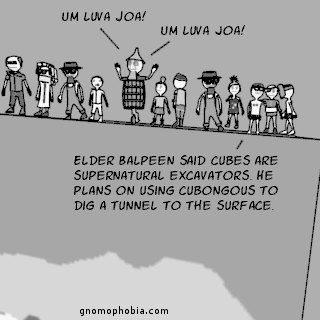 UM LUVA JOA!
UM LUVA JOA!
ELDER BALPEEN SAID CUBES ARE
SUPERNATURAL EXCAVATORS. HE
PLANS ON USING CUBONGOUS TO
DIG A TUNNEL TO THE SURFACE.
gnomophobia.com